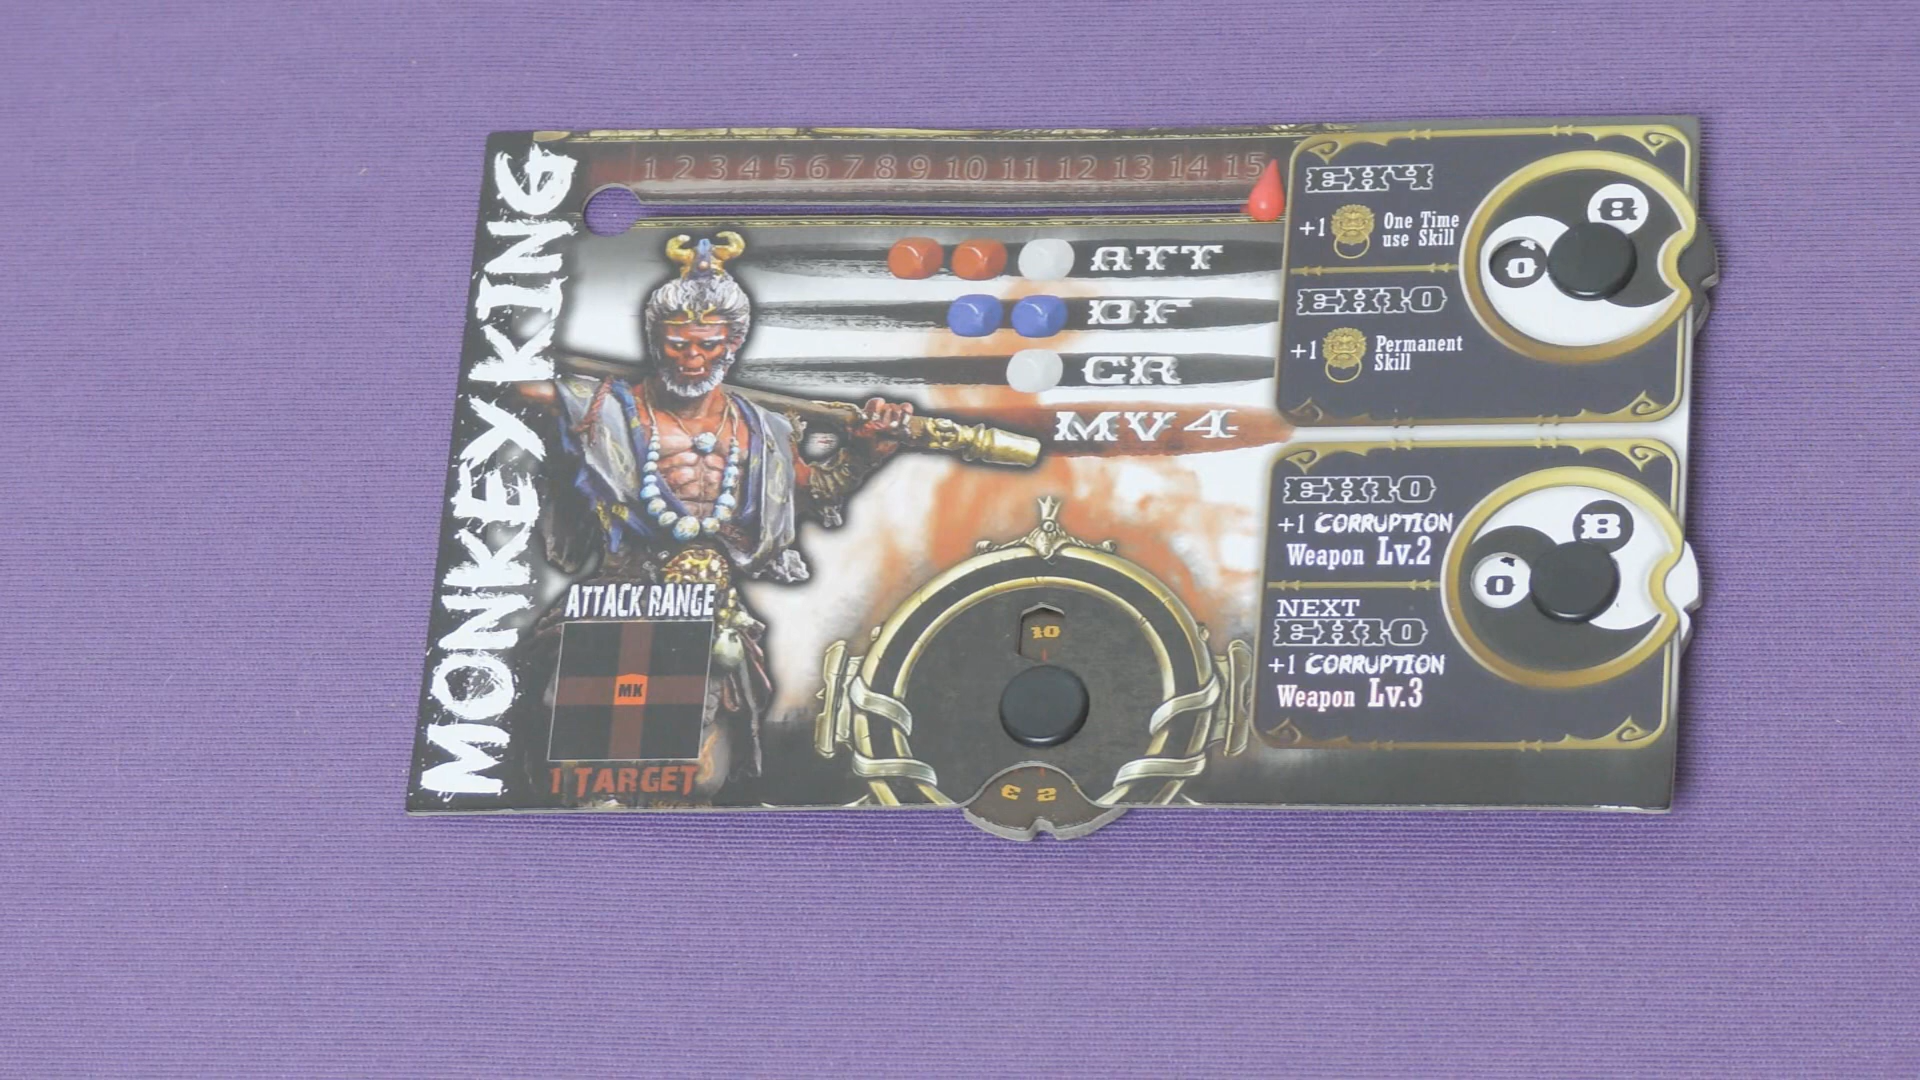 MONKEY KING
1 2 3 4 5 6 7 8 9 10 11 12 13 14 15
ATT
DF
CR
MV 4
ATTACK RANGE
MK
1 TARGET
10
EX4
+1 One Time
use Skill
EX10
+1 Permanent
Skill
8
0
EX10
+1 CORRUPTION
Weapon Lv.2
NEXT
EX10
+1 CORRUPTION
Weapon Lv.3
0